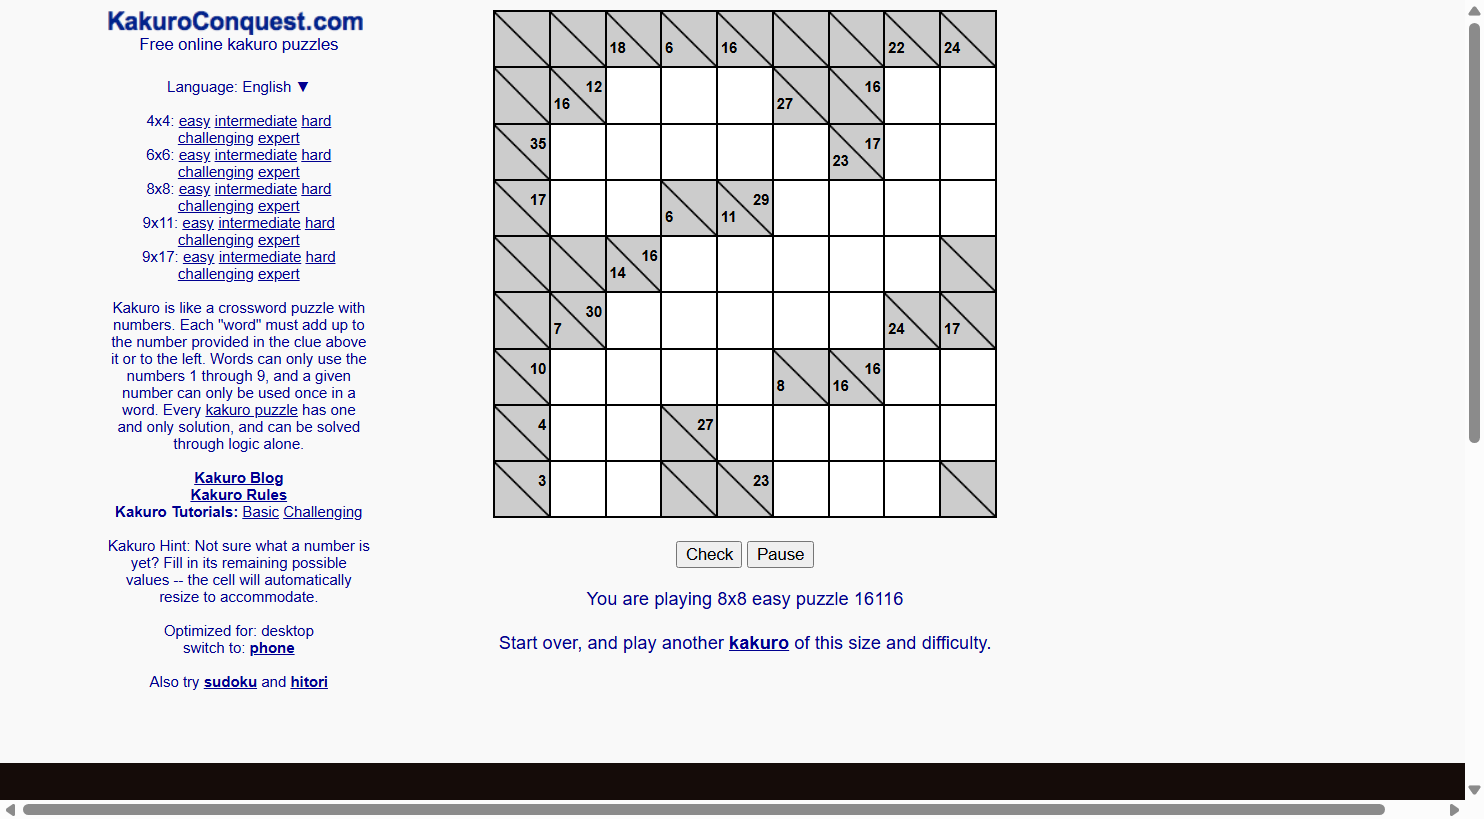 KakuroConquest.com
Free online kakuro puzzles
Language: English ▼
4x4: easy intermediate hard
challenging expert
6x6: easy intermediate hard
challenging expert
8x8: easy intermediate hard
challenging expert
9x11: easy intermediate hard
challenging expert
9x17: easy intermediate hard
challenging expert
Kakuro is like a crossword puzzle with
numbers. Each "word" must add up to
the number provided in the clue above
it or to the left. Words can only use the
numbers 1 through 9, and a given
number can only be used once in a
word. Every kakuro puzzle has one
and only solution, and can be solved
through logic alone.
Kakuro Blog
Kakuro Rules
Kakuro Tutorials: Basic Challenging
Kakuro Hint: Not sure what a number is
yet? Fill in its remaining possible
values -- the cell will automatically
resize to accommodate.
Optimized for: desktop
switch to: phone
Also try sudoku and hitori
18 6 16 22 24
12 16
16 27
35 17
23
17 29
6 11
16
14
30
7 24 17
10 16
8 16
4 27
3 23
Check Pause
You are playing 8x8 easy puzzle 16116
Start over, and play another kakuro of this size and difficulty.